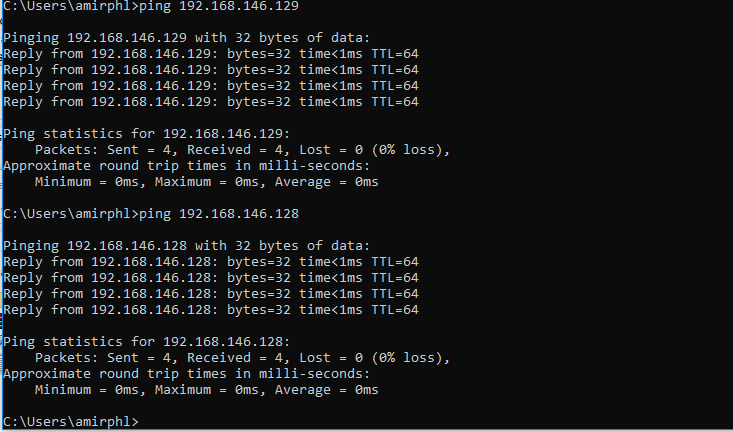 C:\Users\amirphl>ping 192.168.146.129
Pinging 192.168.146.129 with 32 bytes of data:
Reply from 192.168.146.129: bytes=32 time<1ms TTL=64
Reply from 192.168.146.129: bytes=32 time<1ms TTL=64
Reply from 192.168.146.129: bytes=32 time<1ms TTL=64
Reply from 192.168.146.129: bytes=32 time<1ms TTL=64
Ping statistics for 192.168.146.129:
    Packets: Sent = 4, Received = 4, Lost = 0 (0% loss),
Approximate round trip times in milli-seconds:
    Minimum = 0ms, Maximum = 0ms, Average = 0ms
C:\Users\amirphl>ping 192.168.146.128
Pinging 192.168.146.128 with 32 bytes of data:
Reply from 192.168.146.128: bytes=32 time<1ms TTL=64
Reply from 192.168.146.128: bytes=32 time<1ms TTL=64
Reply from 192.168.146.128: bytes=32 time<1ms TTL=64
Reply from 192.168.146.128: bytes=32 time<1ms TTL=64
Ping statistics for 192.168.146.128:
    Packets: Sent = 4, Received = 4, Lost = 0 (0% loss),
Approximate round trip times in milli-seconds:
    Minimum = 0ms, Maximum = 0ms, Average = 0ms
C:\Users\amirphl>